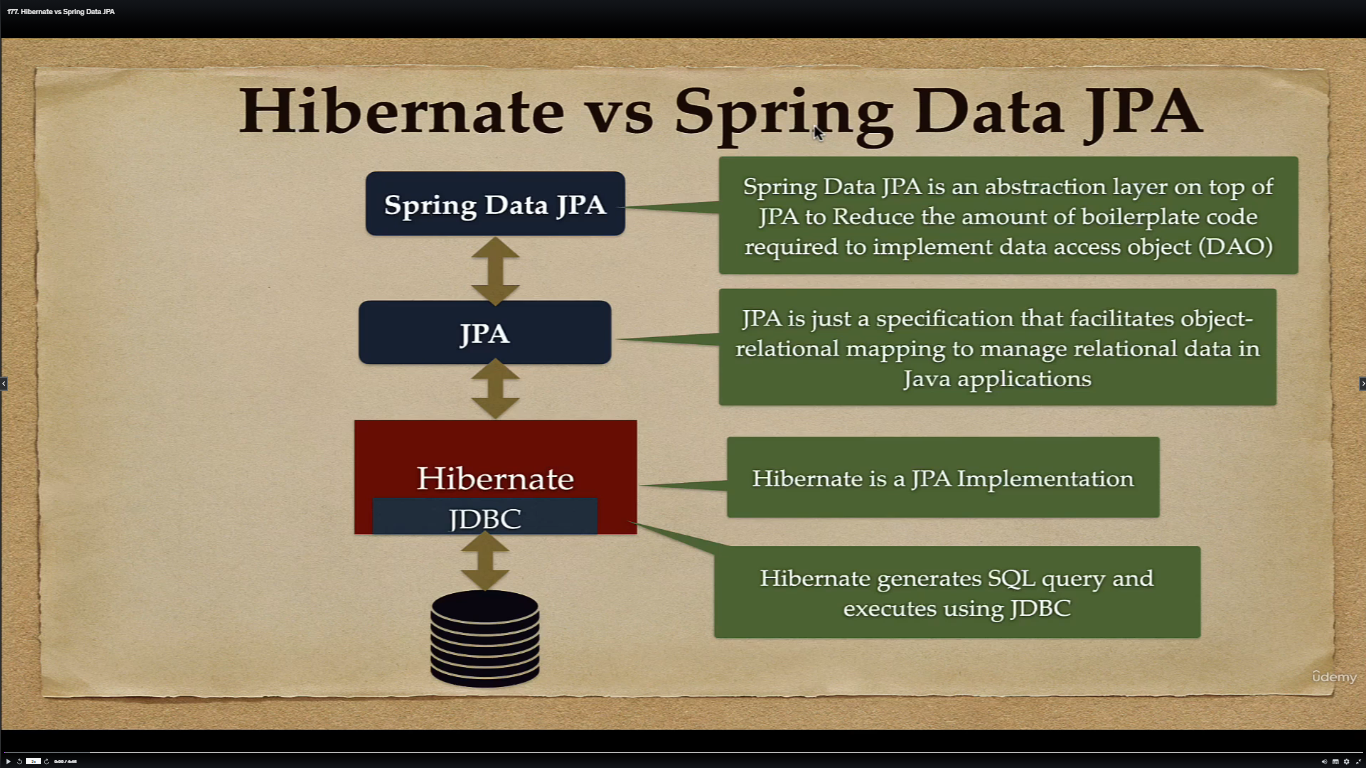 177. Hibernate vs Spring Data JPA
Hibernate vs Spring Data JPA
Spring Data JPA
Spring Data JPA is an abstraction layer on top of
JPA to Reduce the amount of boilerplate code
required to implement data access object (DAO)
JPA
JPA is just a specification that facilitates object-
relational mapping to manage relational data in
Java applications
Hibernate
JDBC
Hibernate is a JPA Implementation
Hibernate generates SQL query and
executes using JDBC
ûdemy